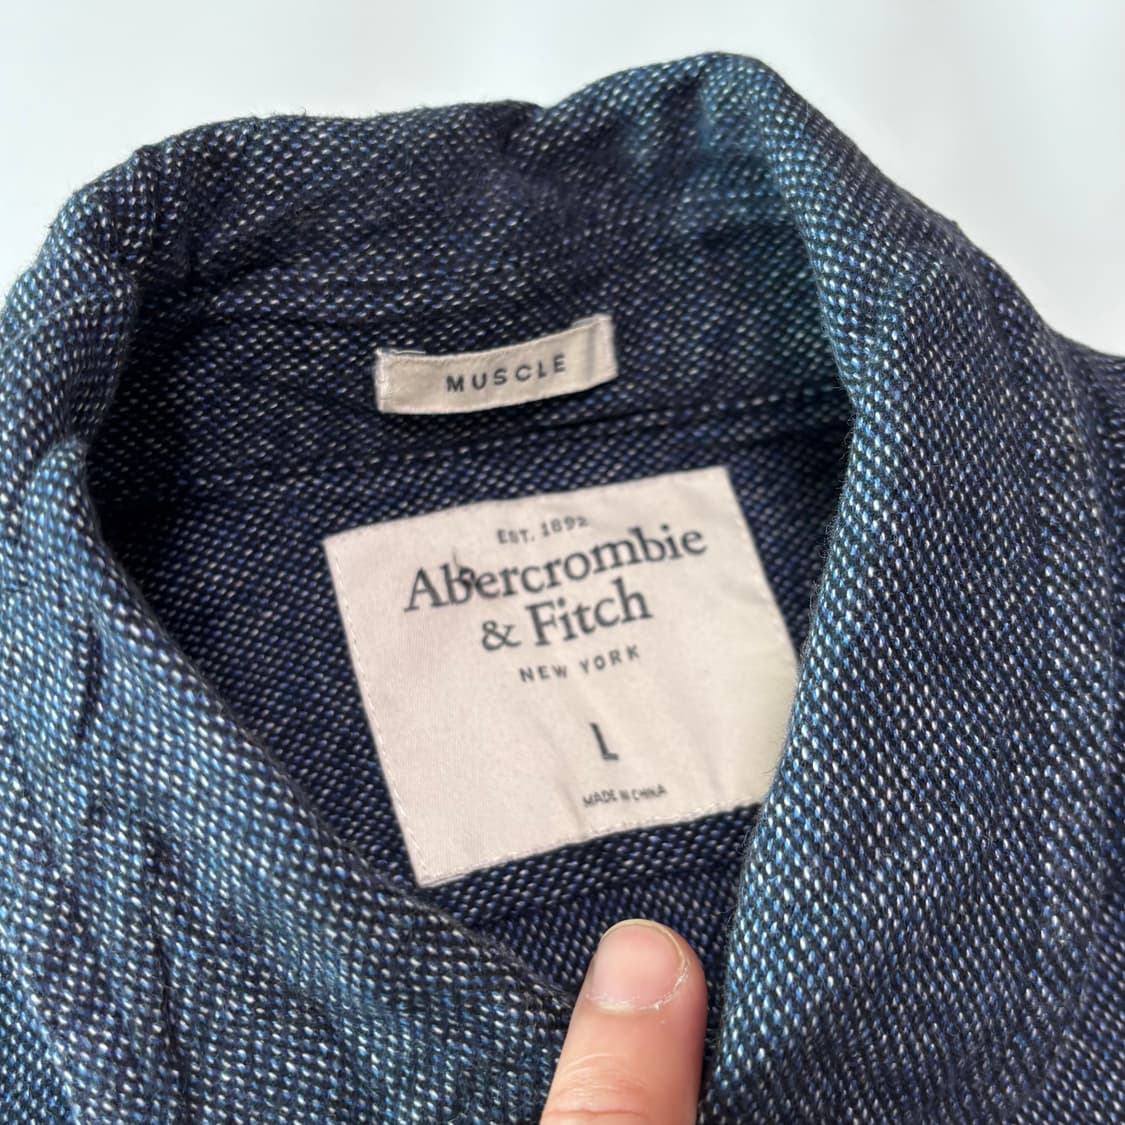 MUSCLE
EST. 1892
Abercrombie
& Fitch
NEW YORK
L
MADE IN CHINA